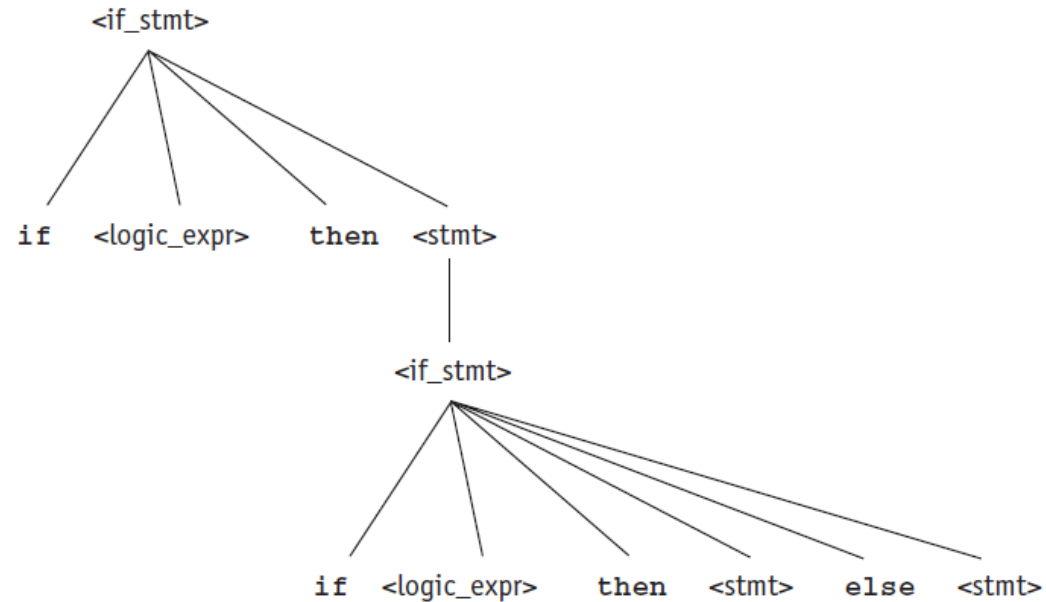 <if_stmt>
if <logic_expr> then <stmt>
<if_stmt>
if <logic_expr> then <stmt> else <stmt>